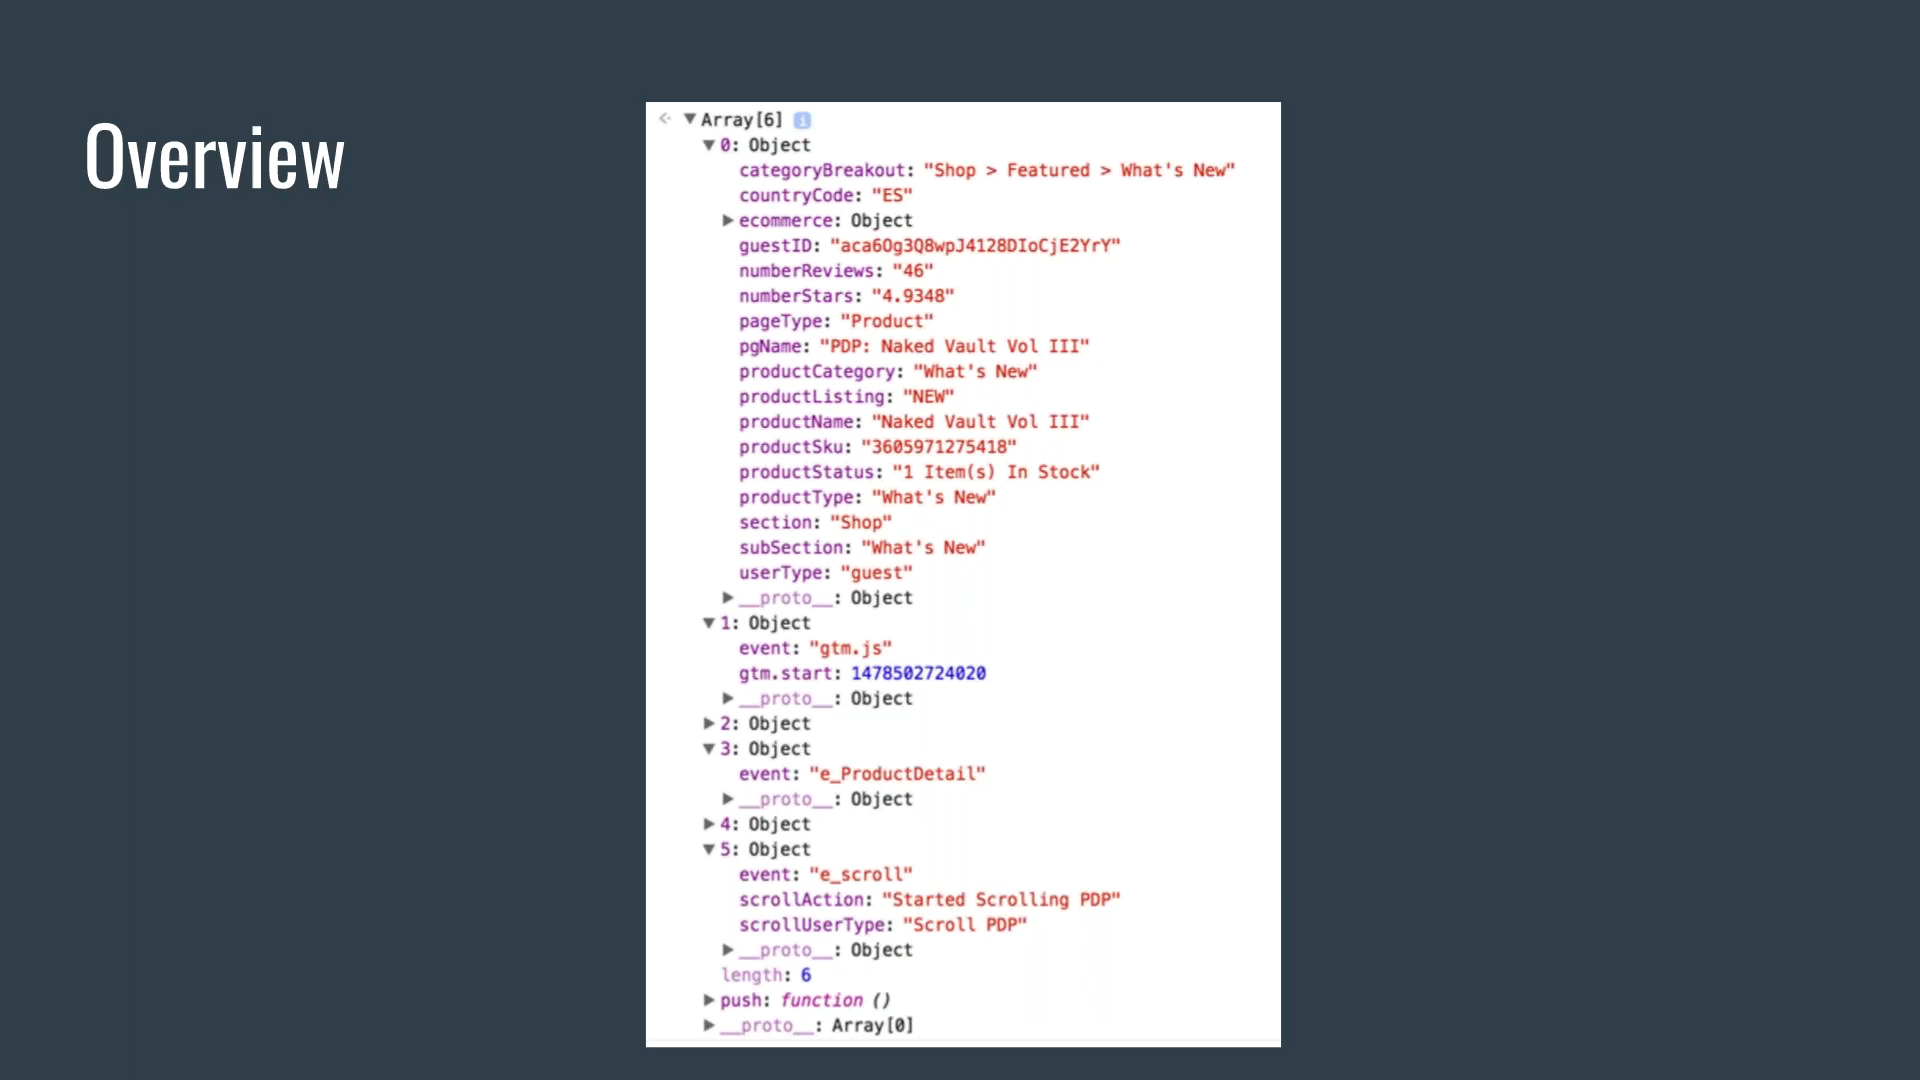 Overview
Array[6] i
0: Object
categoryBreakout: "Shop > Featured > What's New"
countryCode: "ES"
ecommerce: Object
guestID: "aca6Og3Q8wpJ4128DIoCjE2YrY"
numberReviews: "46"
numberStars: "4.9348"
pageType: "Product"
pgName: "PDP: Naked Vault Vol III"
productCategory: "What's New"
productListing: "NEW"
productName: "Naked Vault Vol III"
productSku: "3605971275418"
productStatus: "1 Item(s) In Stock"
productType: "What's New"
section: "Shop"
subSection: "What's New"
userType: "guest"
__proto__: Object
1: Object
event: "gtm.js"
gtm.start: 1478502724020
__proto__: Object
2: Object
3: Object
event: "e_ProductDetail"
__proto__: Object
4: Object
5: Object
event: "e_scroll"
scrollAction: "Started Scrolling PDP"
scrollUserType: "Scroll PDP"
__proto__: Object
length: 6
push: function ()
__proto__: Array[0]